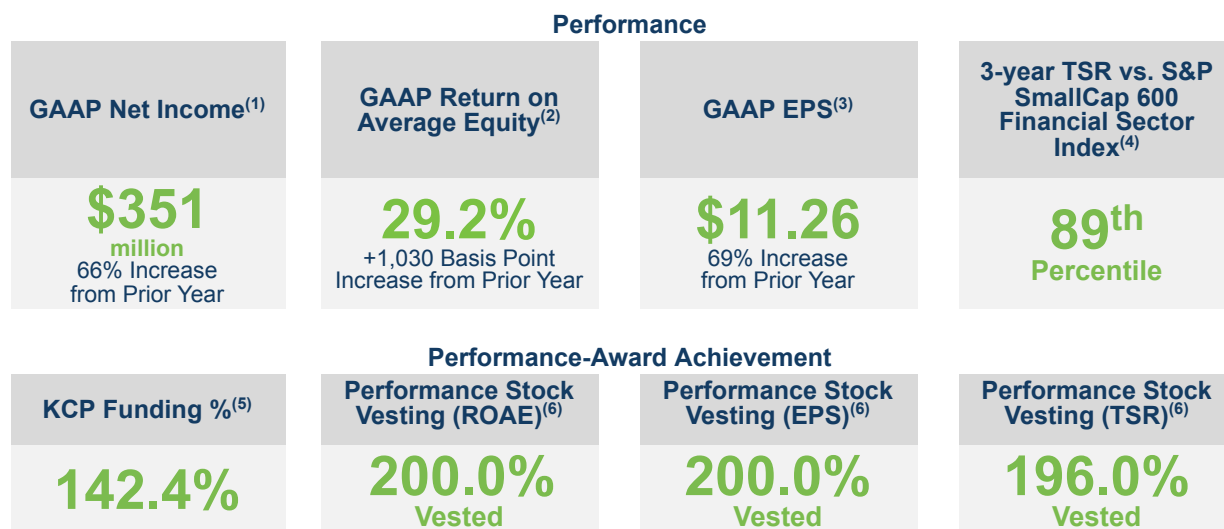 Performance
GAAP Net Income(1)
$351
million
66% Increase
from Prior Year
GAAP Return on
Average Equity(2)
29.2%
+1,030 Basis Point
Increase from Prior Year
GAAP EPS(3)
$11.26
69% Increase
from Prior Year
3-year TSR vs. S&P
SmallCap 600
Financial Sector
Index(4)
89th
Percentile
Performance-Award Achievement
KCP Funding %(5)
142.4%
Performance Stock
Vesting (ROAE)(6)
200.0%
Vested
Performance Stock
Vesting (EPS)(6)
200.0%
Vested
Performance Stock
Vesting (TSR)(6)
196.0%
Vested